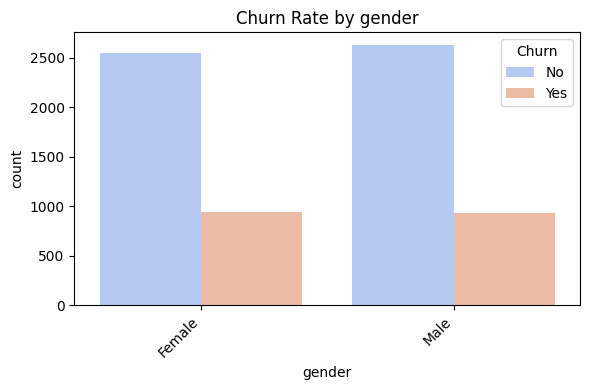 Churn Rate by gender
Churn
No
Yes
count
2500
2000
1500
1000
500
0
Female
Male
gender